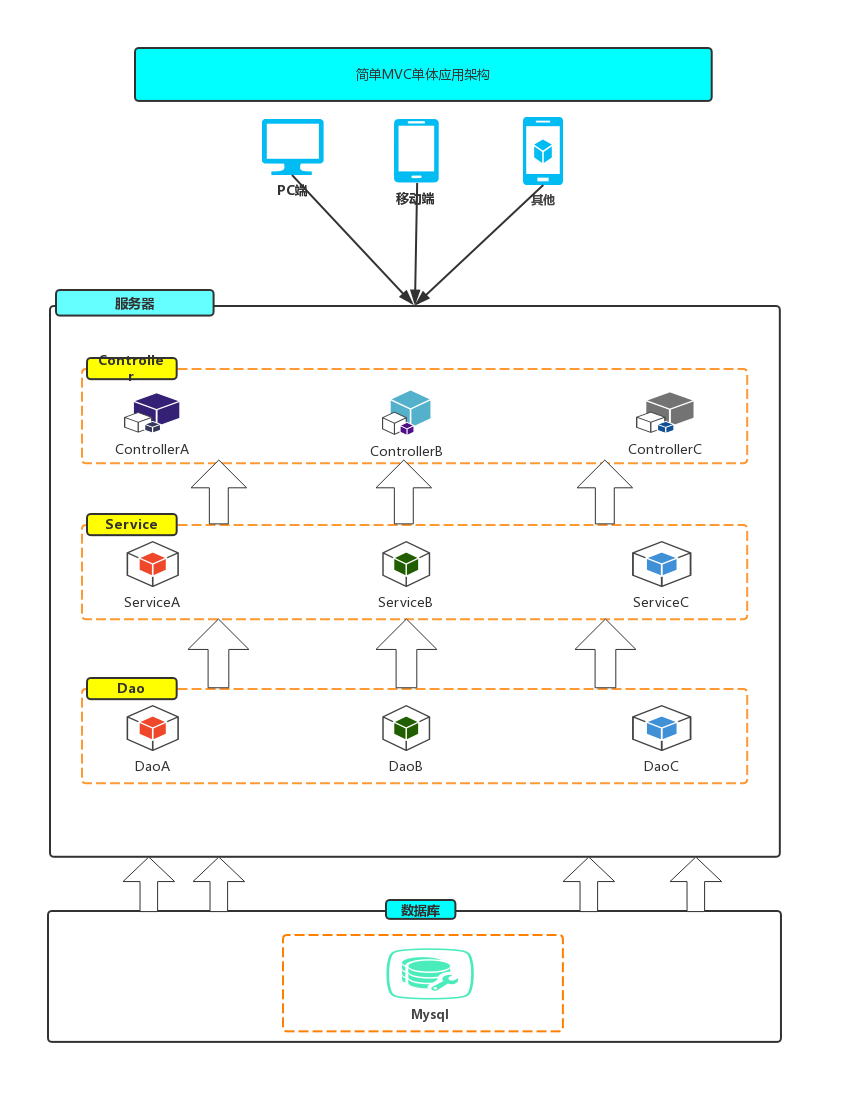 简单MVC单体应用架构
PC端
移动端
其他
服务器
Controlle
r
ControllerA
ControllerB
ControllerC
Service
ServiceA
ServiceB
ServiceC
Dao
DaoA
DaoB
DaoC
数据库
Mysql